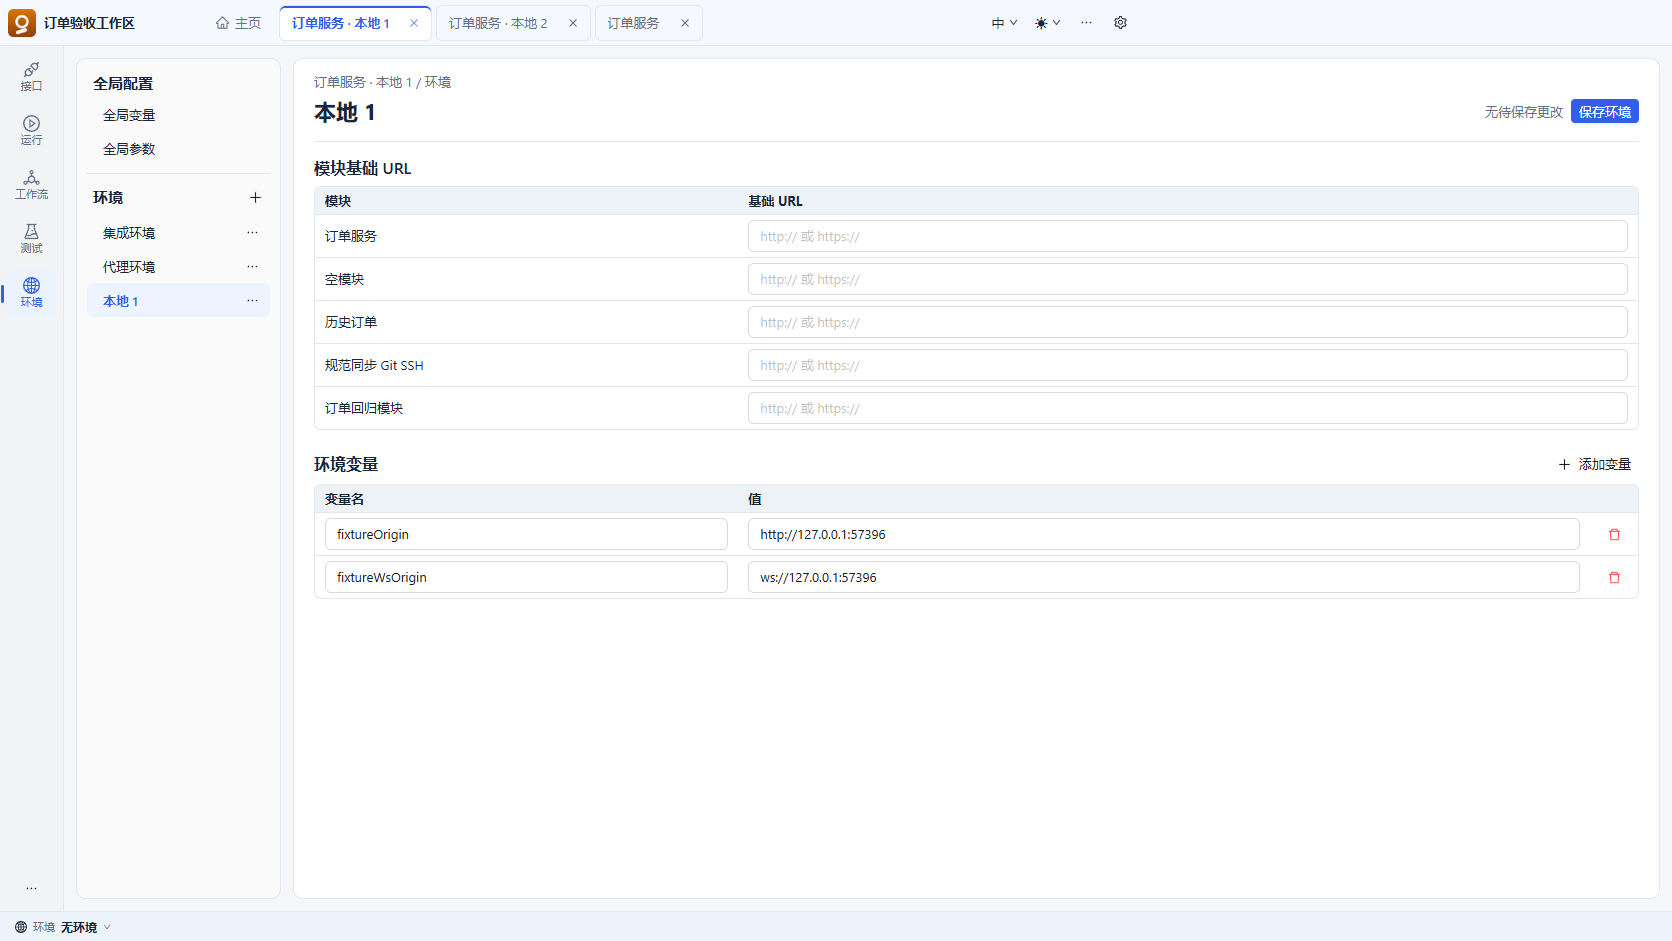 订单验收工作区
主页
订单服务 · 本地 1
订单服务 · 本地 2
订单服务
中
接口
运行
工作流
测试
环境
全局配置
全局变量
全局参数
环境
集成环境
代理环境
本地 1
订单服务 · 本地 1 / 环境
本地 1
无待保存更改
保存环境
模块基础 URL
模块 基础 URL
订单服务 http:// 或 https://
空模块 http:// 或 https://
历史订单 http:// 或 https://
规范同步 Git SSH http:// 或 https://
订单回归模块 http:// 或 https://
环境变量
添加变量
变量名 值
fixtureOrigin http://127.0.0.1:57396
fixtureWsOrigin ws://127.0.0.1:57396
环境 无环境